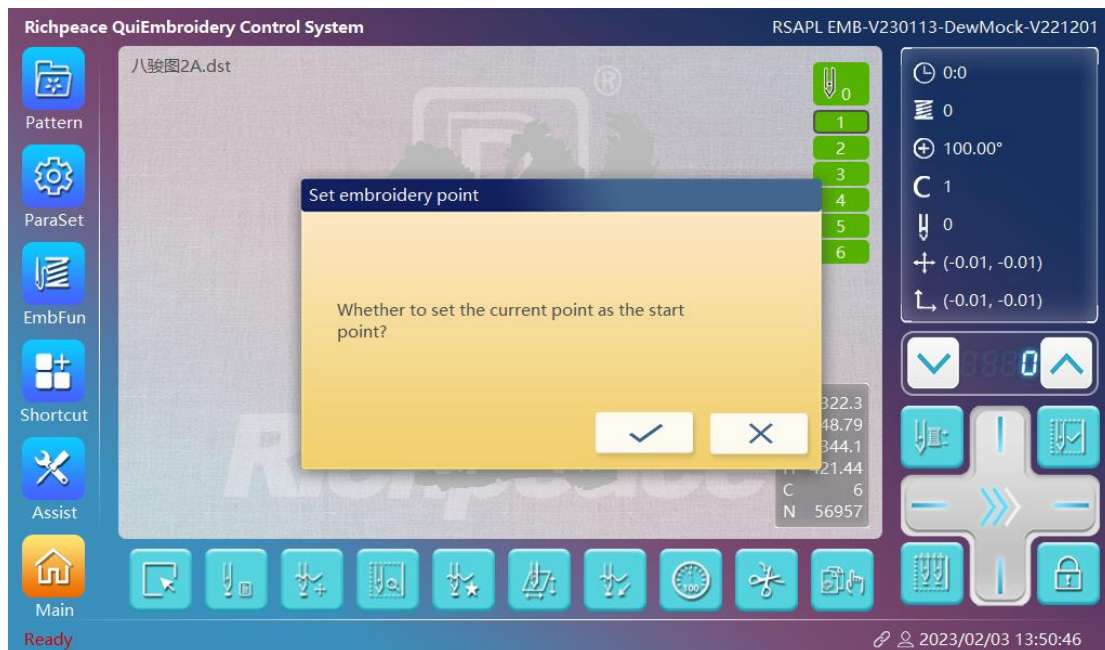 Richpeace QuiEmbroidery Control System
RSAPL EMB-V230113-DewMock-V221201
八骏图2A.dst
Pattern
ParaSet
EmbFun
Shortcut
Assist
Main
0
1
2
3
4
5
6
0:0
0
100.00°
C 1
0
(-0.01, -0.01)
(-0.01, -0.01)
0
Set embroidery point
Whether to set the current point as the start
point?
322.3
48.79
344.1
421.44
C 6
N 56957
Richpeace
100
Ready
2023/02/03 13:50:46